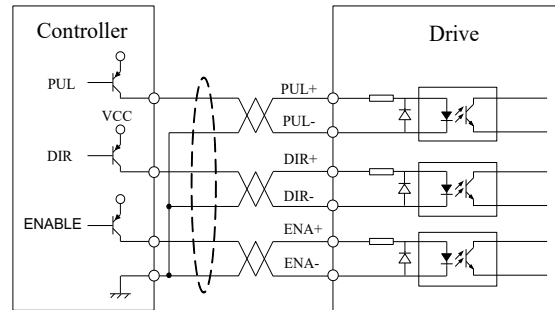 Controller
Drive
PUL
PUL+
VCC
PUL-
DIR
DIR+
DIR-
ENABLE
ENA+
ENA-